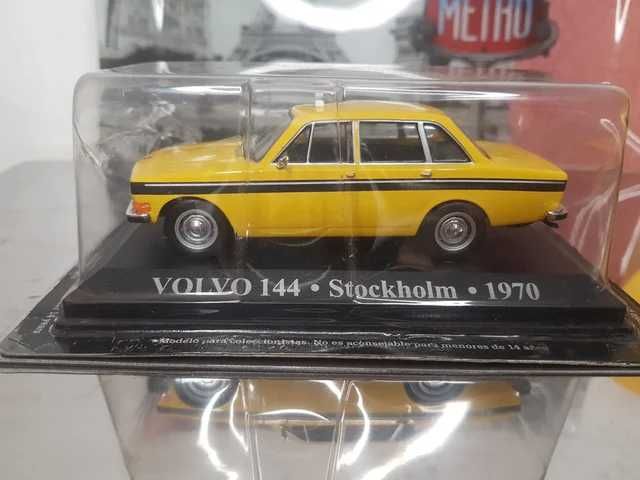 METRO
VOLVO 144 • Stockholm • 1970
•Modelo para coleccionistas. No es aconsejable para menores de 14 años